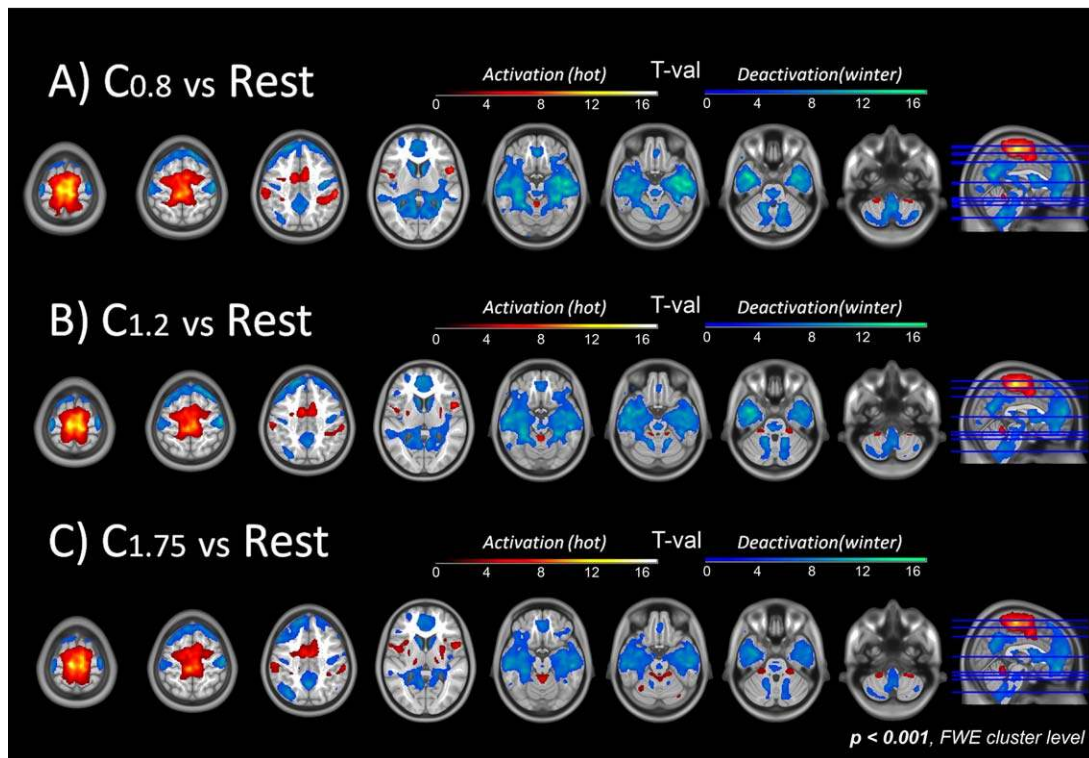 A) C0.8 vs Rest
Activation (hot) T-val Deactivation(winter)
0 4 8 12 16 0 4 8 12 16
B) C1.2 vs Rest
Activation (hot) T-val Deactivation(winter)
0 4 8 12 16 0 4 8 12 16
C) C1.75 vs Rest
Activation (hot) T-val Deactivation(winter)
0 4 8 12 16 0 4 8 12 16
p < 0.001, FWE cluster level